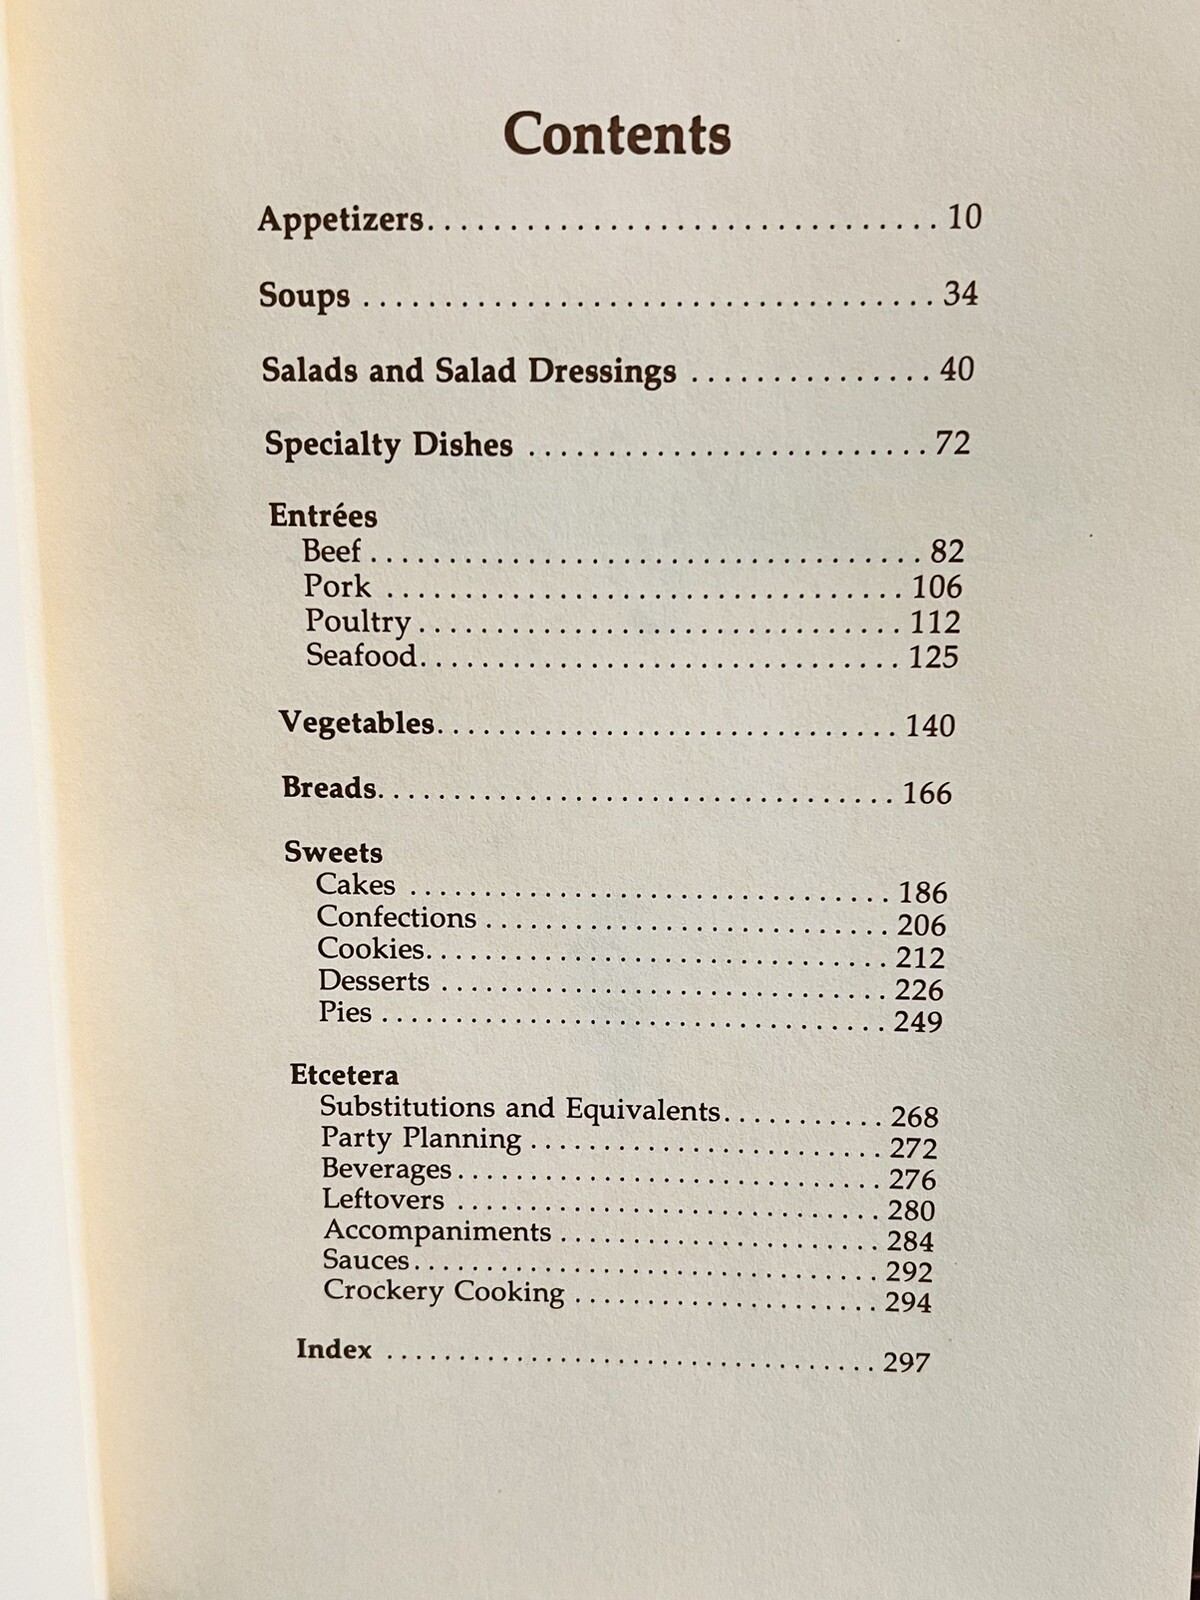 Contents
Appetizers................................ 10
Soups .................................... 34
Salads and Salad Dressings ............... 40
Specialty Dishes ......................... 72
Entrées
Beef ................................... 82
Pork ................................. 106
Poultry ............................... 112
Seafood............................... 125
Vegetables.............................. 140
Breads.................................. 166
Sweets
Cakes ................................. 186
Confections ............................ 206
Cookies................................ 212
Desserts .............................. 226
Pies ................................... 249
Etcetera
Substitutions and Equivalents........... 268
Party Planning ........................ 272
Beverages ............................. 276
Leftovers ............................. 280
Accompaniments ..................... 284
Sauces................................ 292
Crockery Cooking .................... 294
Index .................................. 297